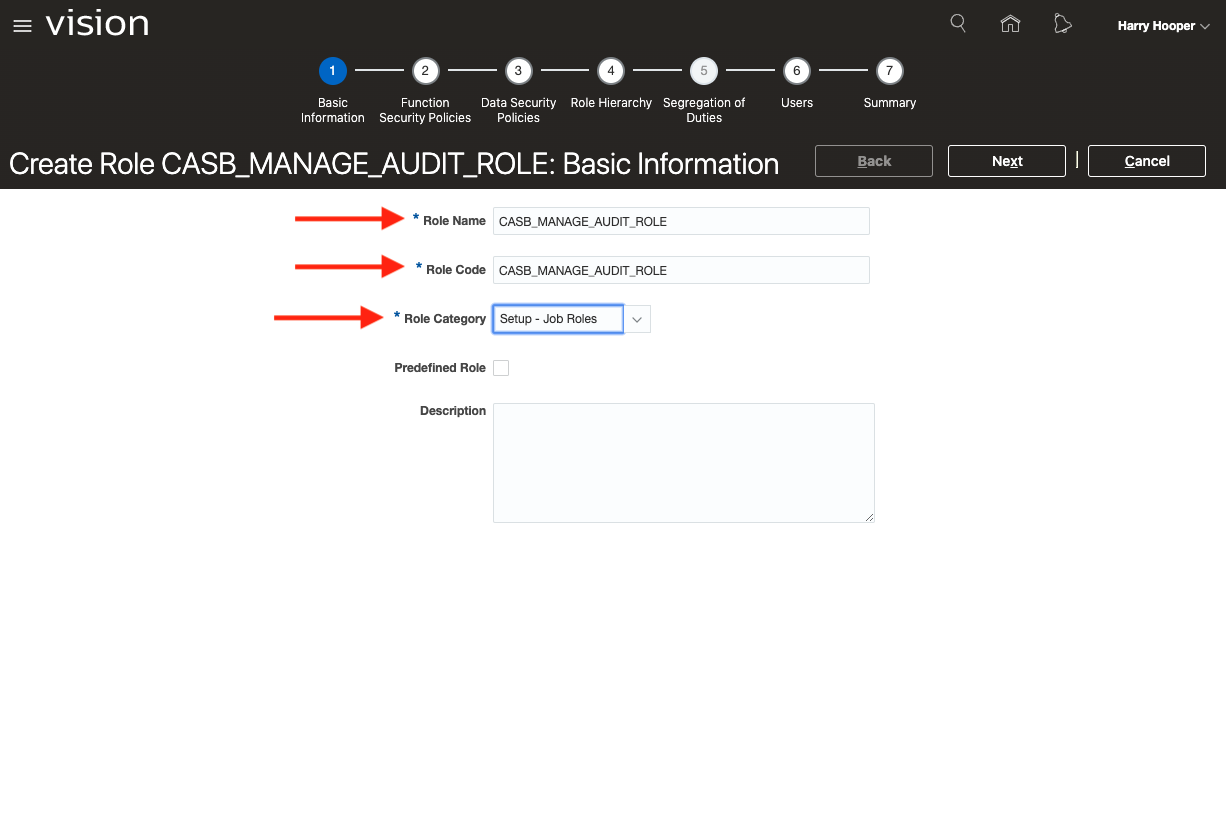 vision
Harry Hooper
1 2 3 4 5 6 7
Basic Function Data Security Role Hierarchy Segregation of Users Summary
Information Security Policies Policies Duties
Create Role CASB_MANAGE_AUDIT_ROLE: Basic Information
Back Next | Cancel
* Role Name CASB_MANAGE_AUDIT_ROLE
* Role Code CASB_MANAGE_AUDIT_ROLE
* Role Category Setup - Job Roles
Predefined Role
Description